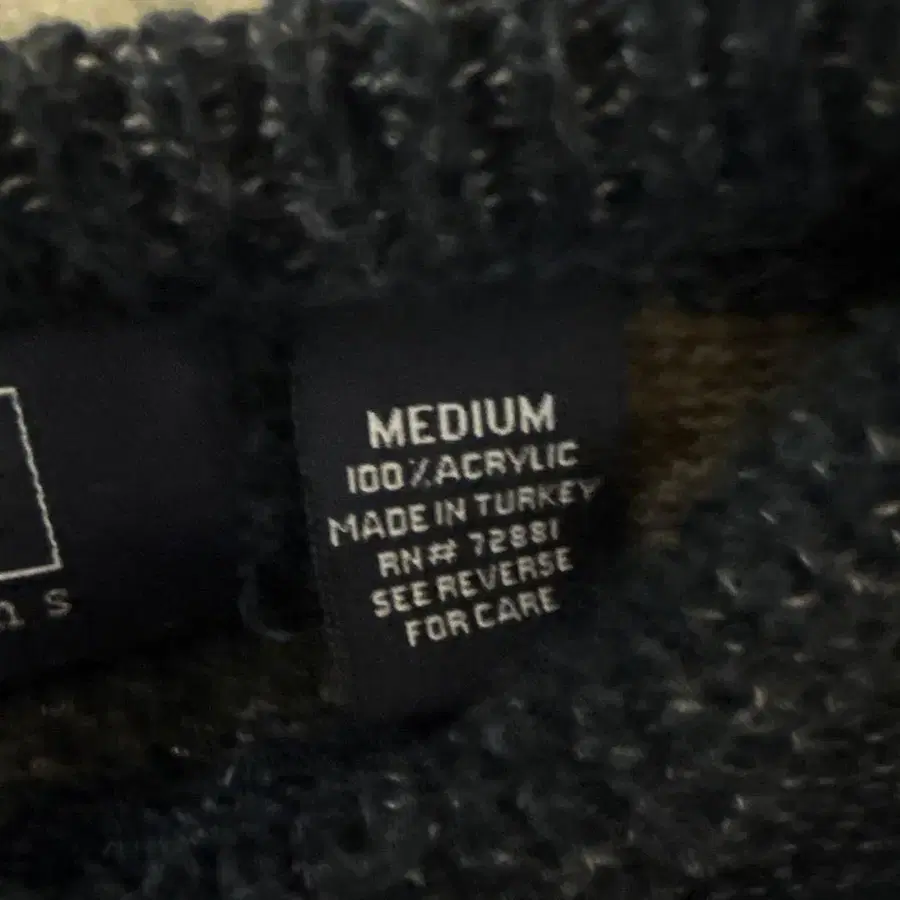 MEDIUM
100% ACRYLIC
MADE IN TURKEY
RN# 72881
SEE REVERSE
FOR CARE